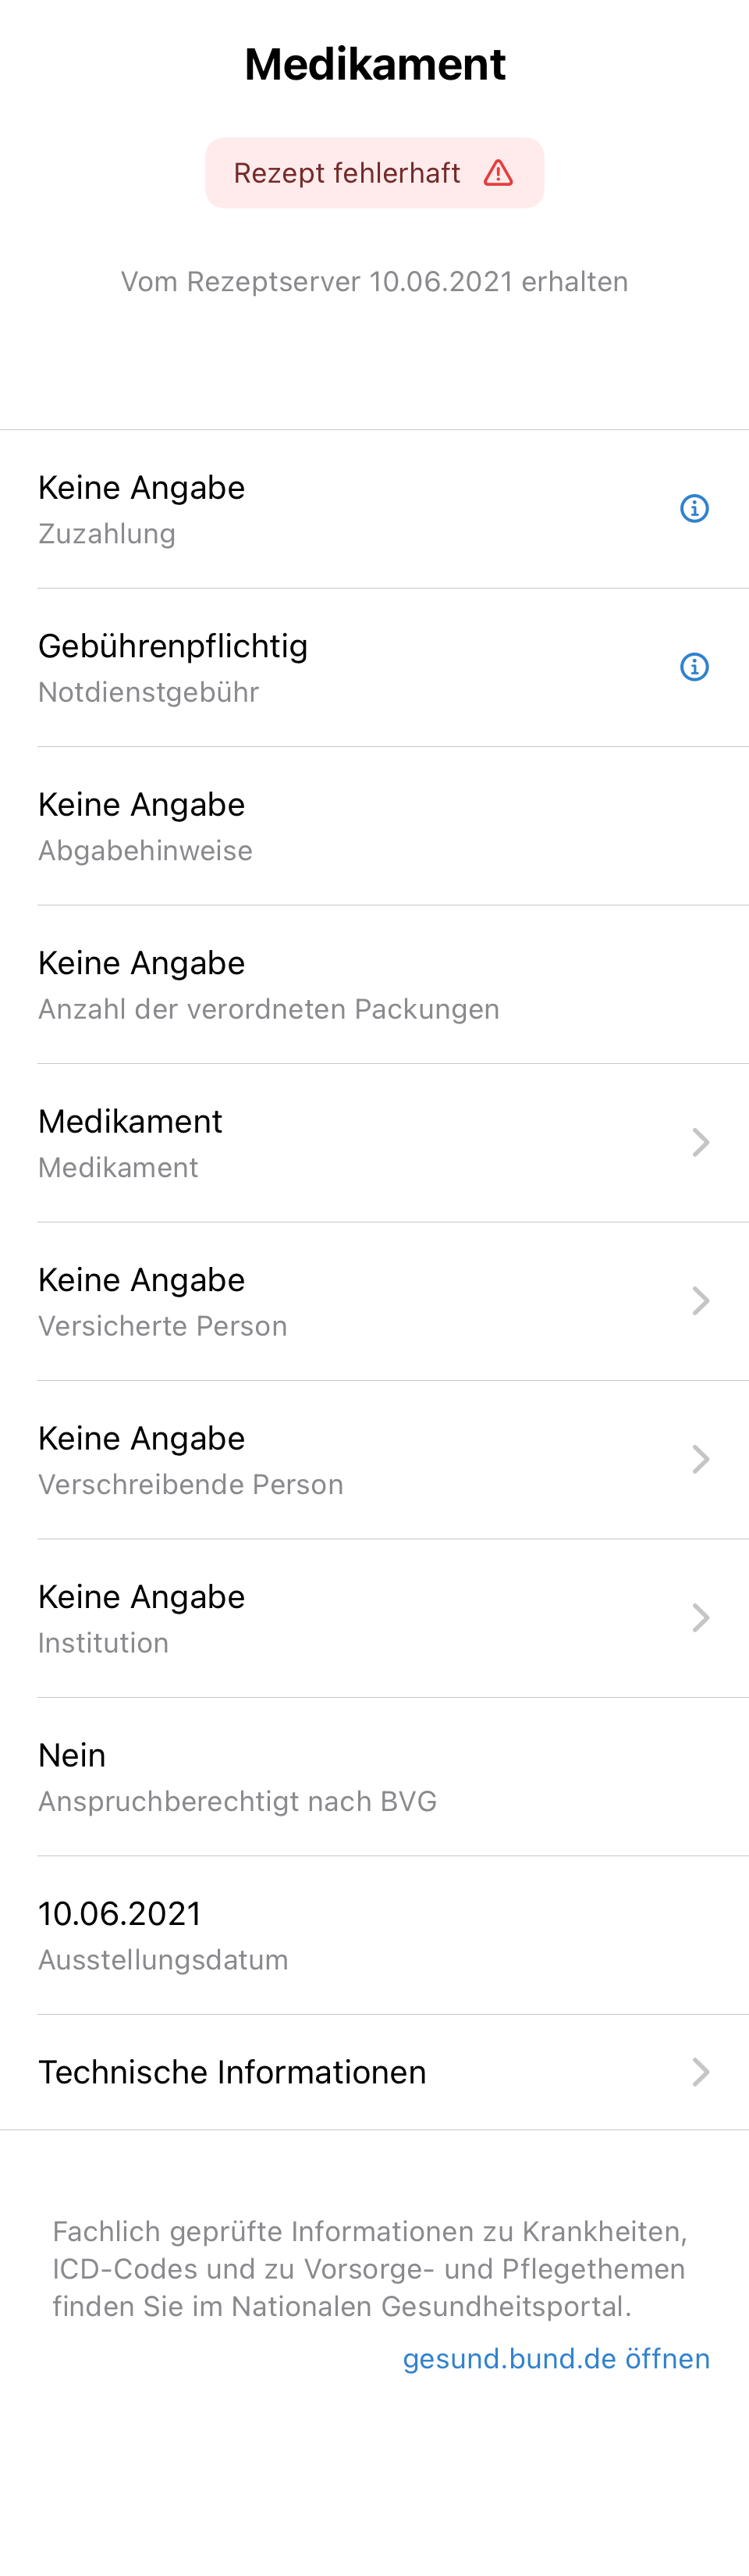 Medikament
Rezept fehlerhaft
Vom Rezeptserver 10.06.2021 erhalten
Keine Angabe
Zuzahlung
Gebührenpflichtig
Notdienstgebühr
Keine Angabe
Abgabehinweise
Keine Angabe
Anzahl der verordneten Packungen
Medikament
Medikament
Keine Angabe
Versicherte Person
Keine Angabe
Verschreibende Person
Keine Angabe
Institution
Nein
Anspruchberechtigt nach BVG
10.06.2021
Ausstellungsdatum
Technische Informationen
Fachlich geprüfte Informationen zu Krankheiten,
ICD-Codes und zu Vorsorge- und Pflegethemen
finden Sie im Nationalen Gesundheitsportal.
gesund.bund.de öffnen